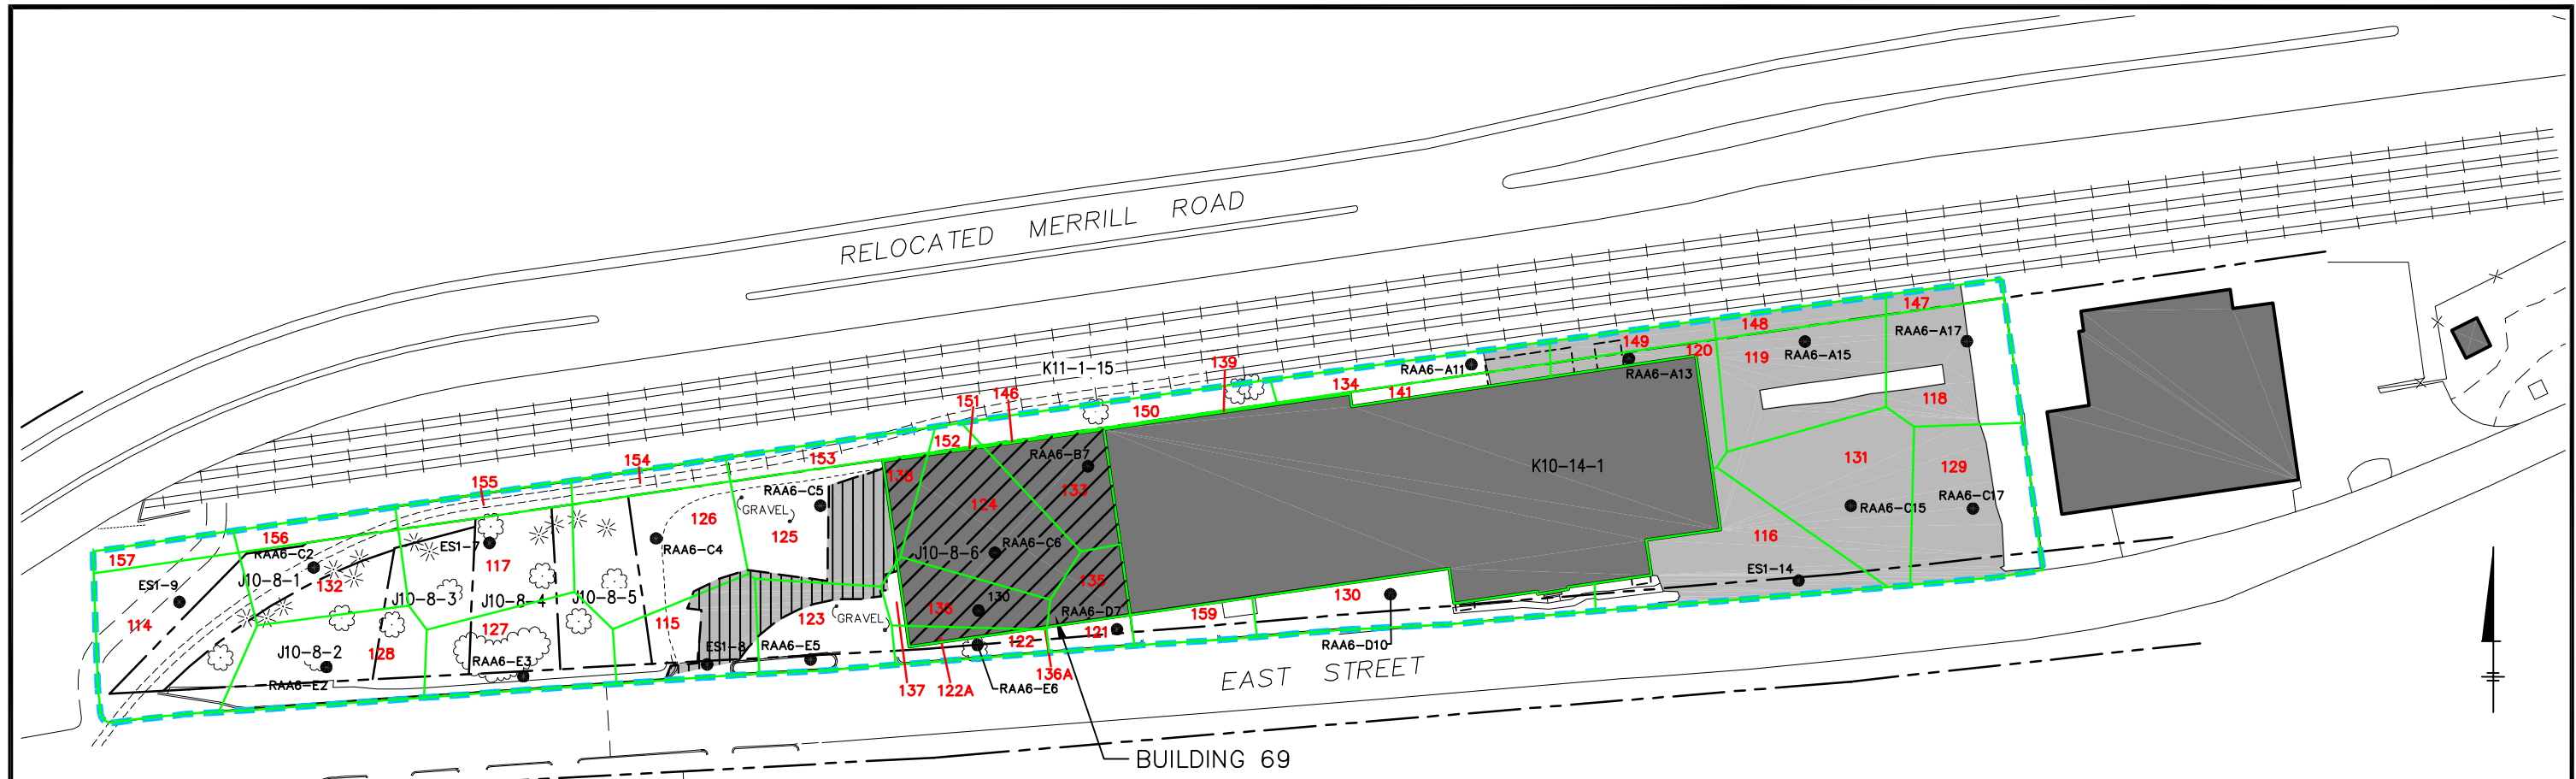 RELOCATED MERRILL ROAD
147
148
RAA6-A17
149
120
119
RAA6-A15
139
K11-1-15
RAA6-A11
RAA6-A13
134
141
118
151
146
150
152
153
RAA6-B7
K10-14-1
131
129
154
155
RAA6-C5
138
133
RAA6-C17
RAA6-C15
GRAVEL
124
126
125
116
156
157
RAA6-C2
ES1-7
117
RAA6-C4
J10-8-6
RAA6-C6
J10-8-1
132
ES1-9
135
ES1-14
J10-8-3
J10-8-4
J10-8-5
136
130
130
RAA6-D7
159
114
127
115
123
GRAVEL
121
122
J10-8-2
128
ES1-8
RAA6-E5
RAA6-D10
RAA6-E3
RAA6-E2
137
122A
RAA6-E6
136A
EAST STREET
BUILDING 69